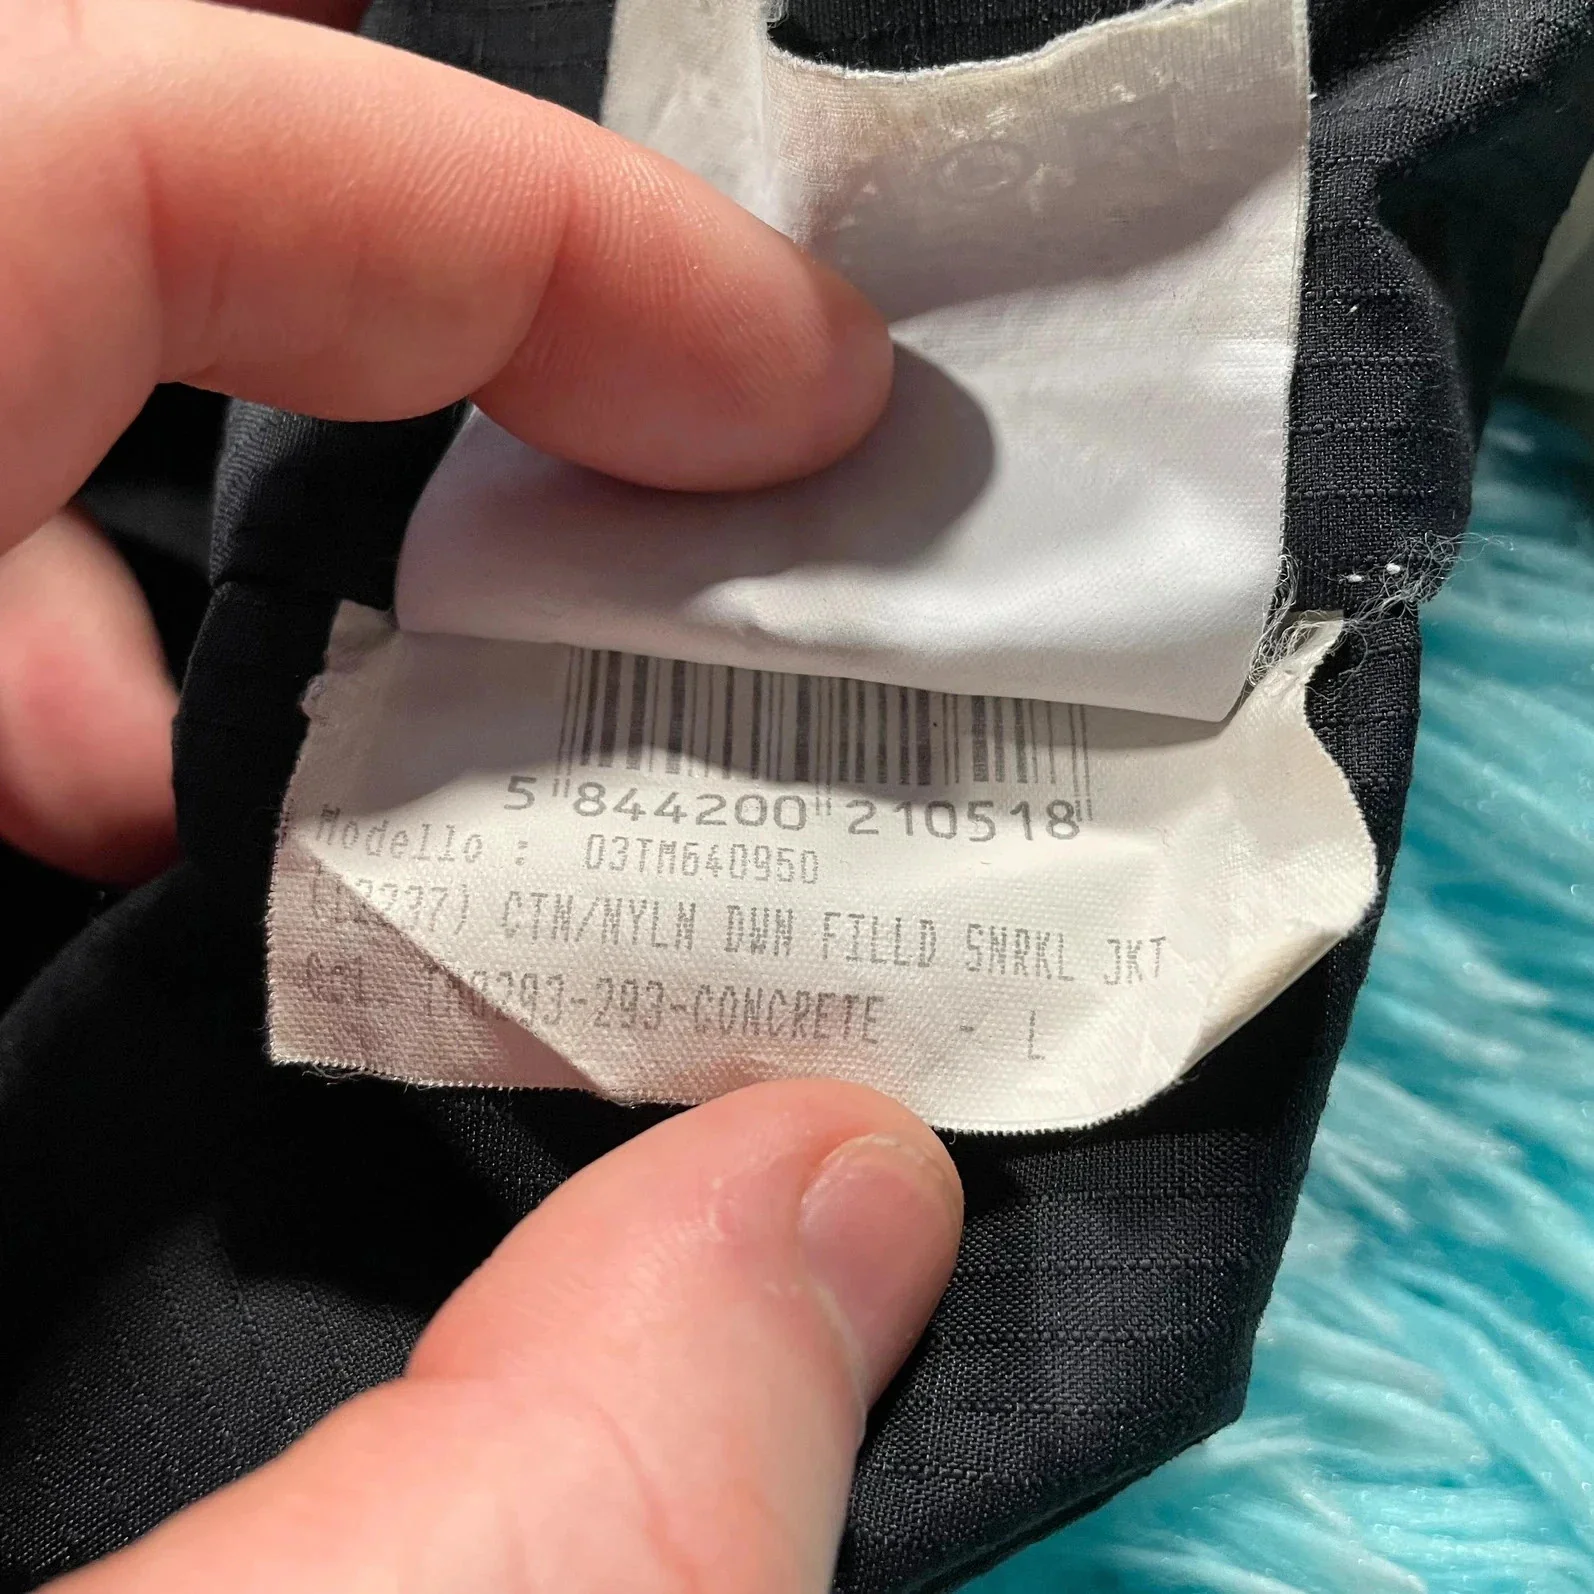 5 844200 210518
Modello : 03TM640950
CTN/NYLN DWN FILLD SNRKL JKT
293-CONCRETE - L